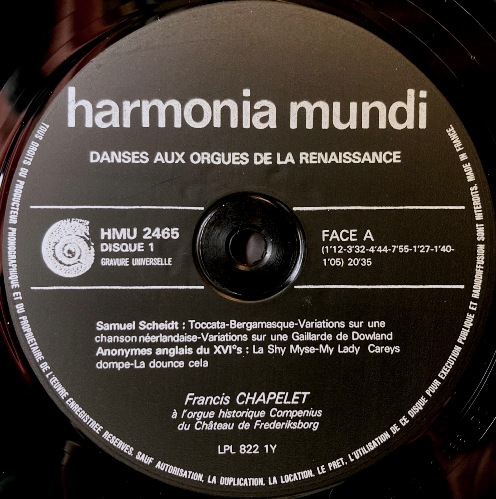 harmonia mundi
DANSES AUX ORGUES DE LA RENAISSANCE
HMU 2465
DISQUE 1
GRAVURE UNIVERSELLE
FACE A
(1'12-3'32-4'44-7'55-1'27-1'40-
1'05) 20'35
Samuel Scheidt : Toccata-Bergamasque-Variations sur une
chanson néerlandaise-Variations sur une Gaillarde de Dowland
Anonymes anglais du XVI°s : La Shy Myse-My Lady Careys
dompe-La dounce cela
Francis CHAPELET
à l'orgue historique Compenius
du Château de Frederiksborg
LPL 822 1Y
TOUS DROITS DU PRODUCTEUR PHONOGRAPHIQUE ET DU PROPRIETAIRE DE L'ŒUVRE ENREGISTREE RESERVES. SAUF AUTORISATION, LA DUPLICATION, LA LOCATION, LE PRET, L'UTILISATION DE CE DISQUE POUR EXECUTION PUBLIQUE ET RADIODIFFUSION SONT INTERDITS. MADE IN FRANCE.